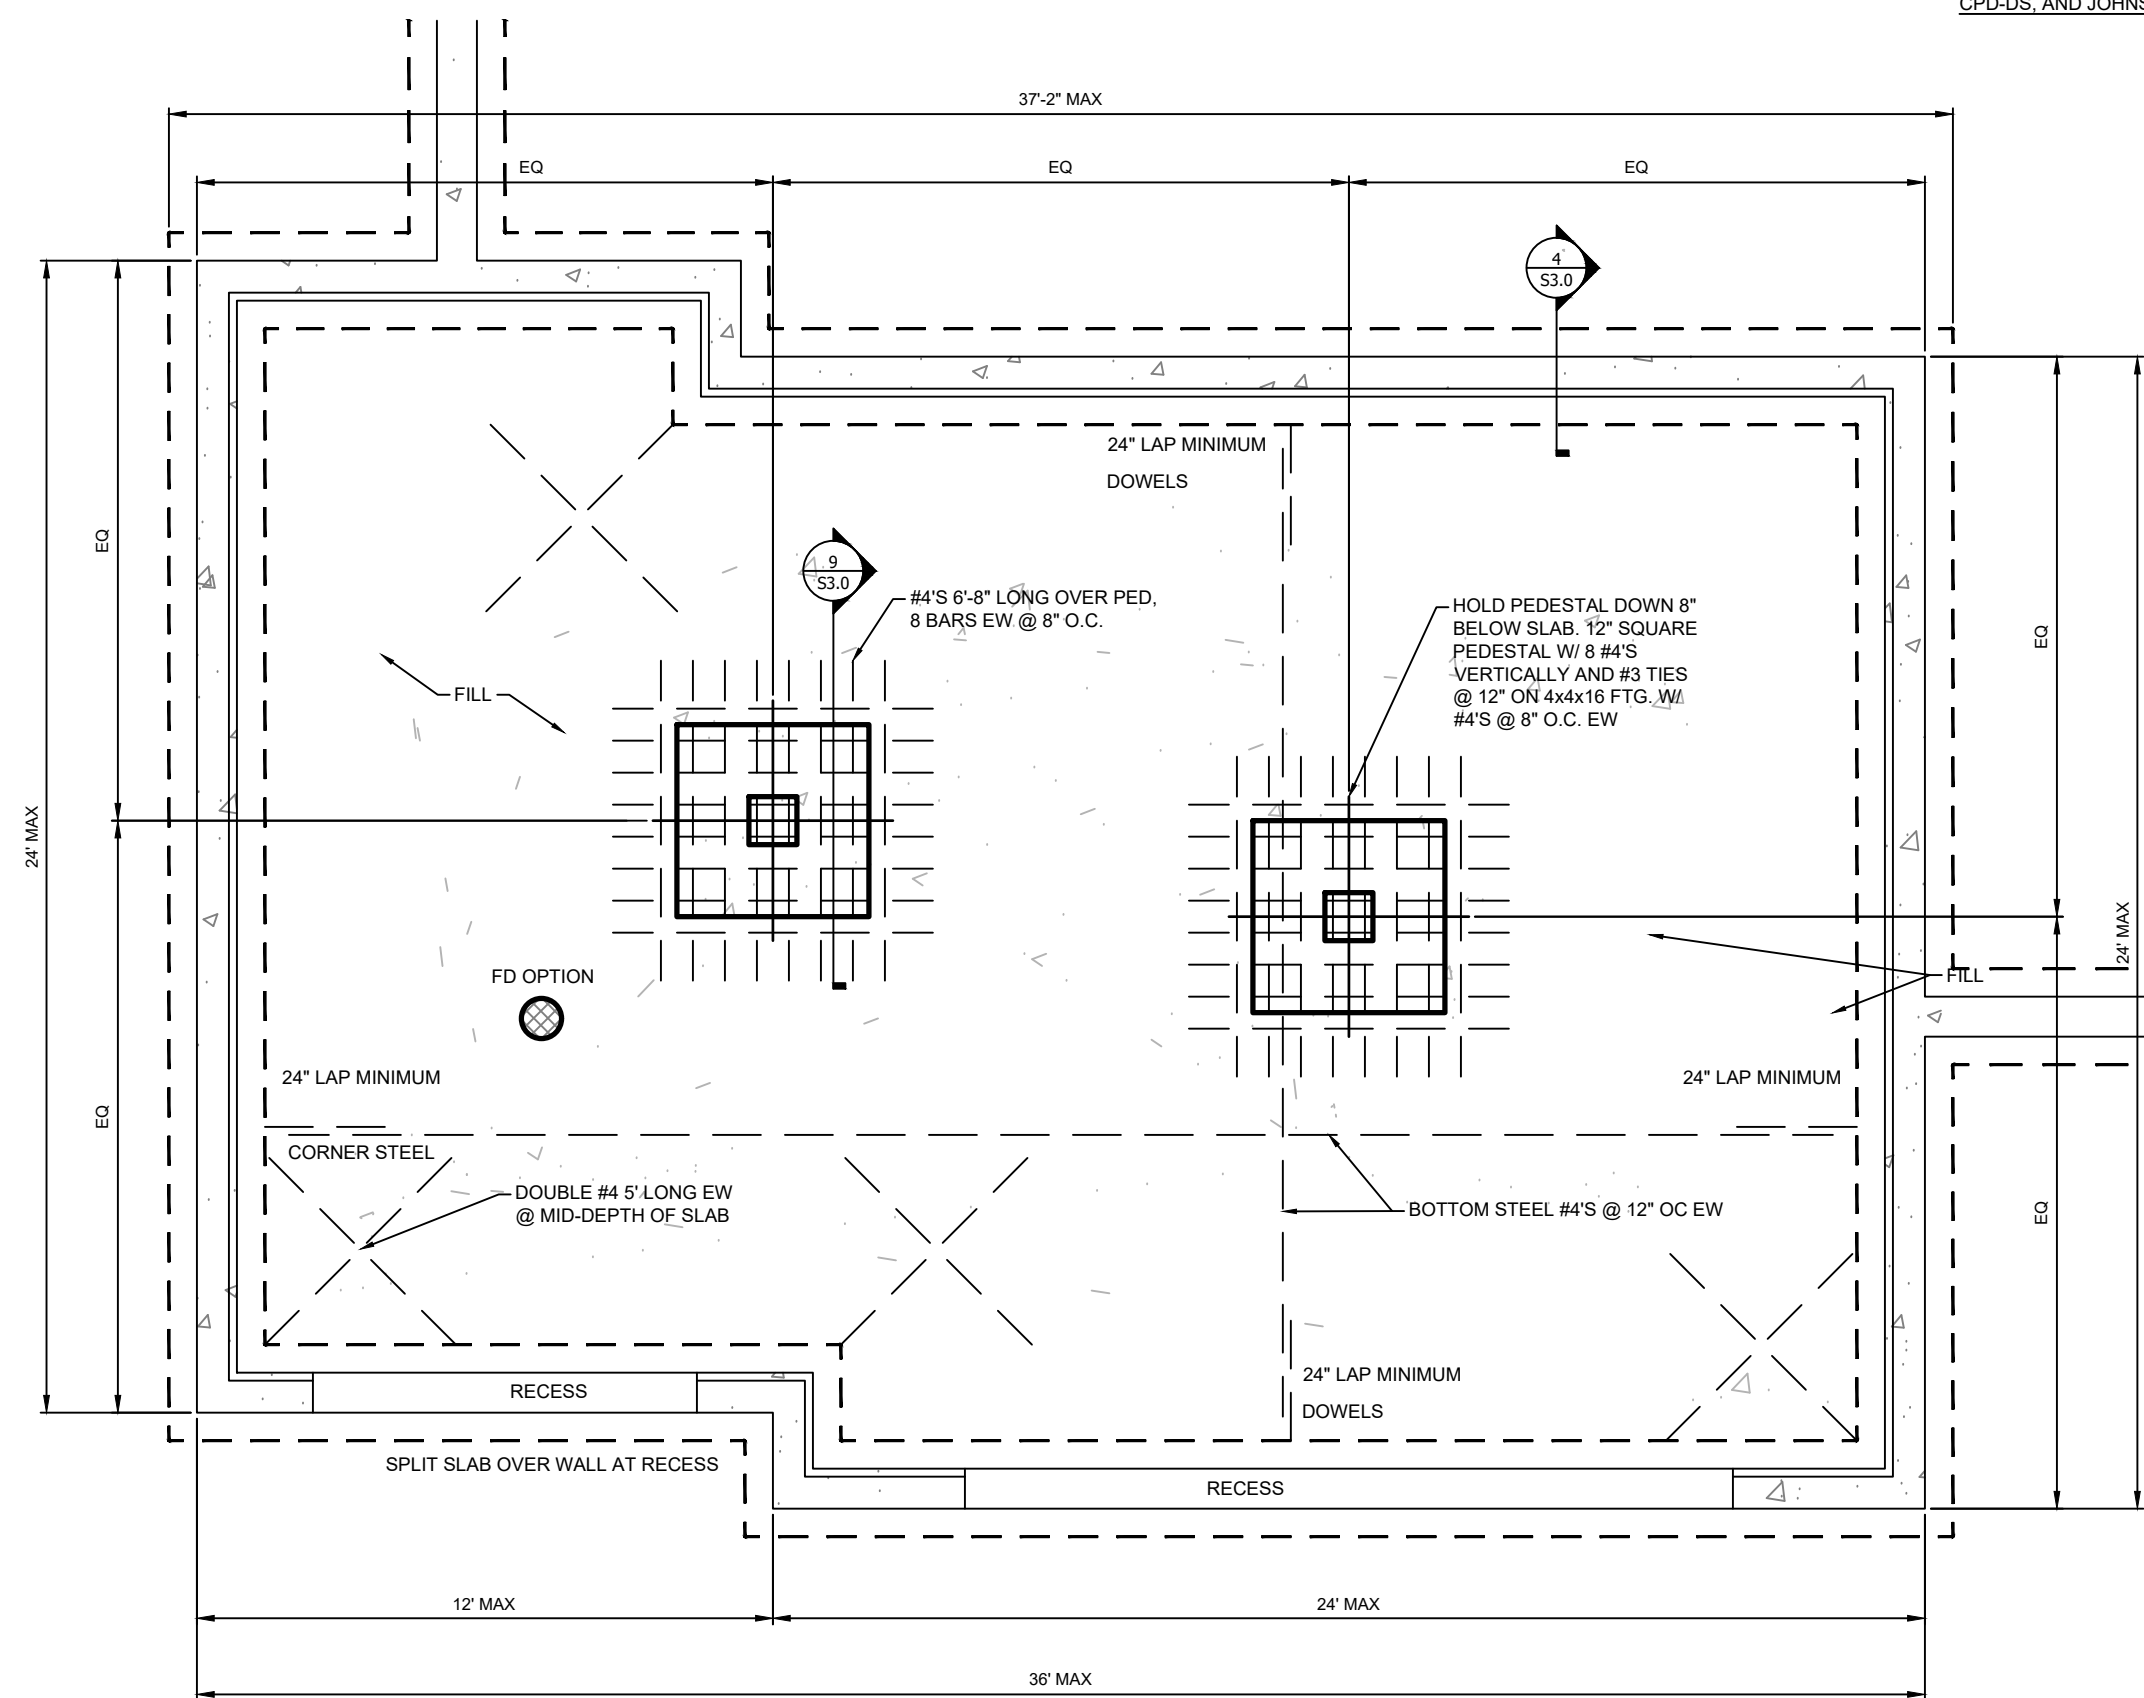 CPD-DS, AND JOHNS
37'-2" MAX
EQ
EQ
EQ
4
S3.0
24" LAP MINIMUM
DOWELS
EQ
9
S3.0
#4'S 6'-8" LONG OVER PED,
8 BARS EW @ 8" O.C.
HOLD PEDESTAL DOWN 8"
BELOW SLAB. 12" SQUARE
PEDESTAL W/ 8 #4'S
VERTICALLY AND #3 TIES
@ 12" ON 4x4x16 FTG. W/
#4'S @ 8" O.C. EW
EQ
FILL
24' MAX
24' MAX
FD OPTION
FILL
24" LAP MINIMUM
24" LAP MINIMUM
EQ
CORNER STEEL
DOUBLE #4 5' LONG EW
@ MID-DEPTH OF SLAB
BOTTOM STEEL #4'S @ 12" OC EW
EQ
24" LAP MINIMUM
DOWELS
RECESS
SPLIT SLAB OVER WALL AT RECESS
RECESS
12' MAX
24' MAX
36' MAX